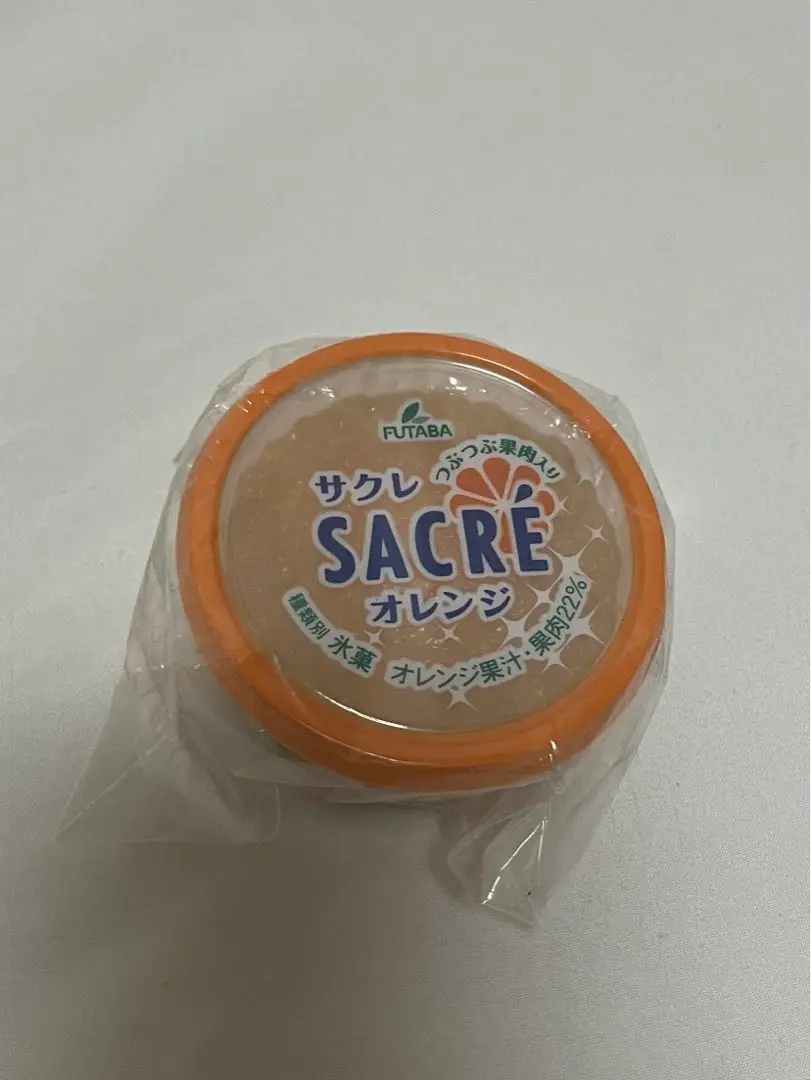 FUTABA
つぶつぶ果肉入り
サクレ
SACRÉ
オレンジ
種類別 氷菓 オレンジ果汁・果肉22%